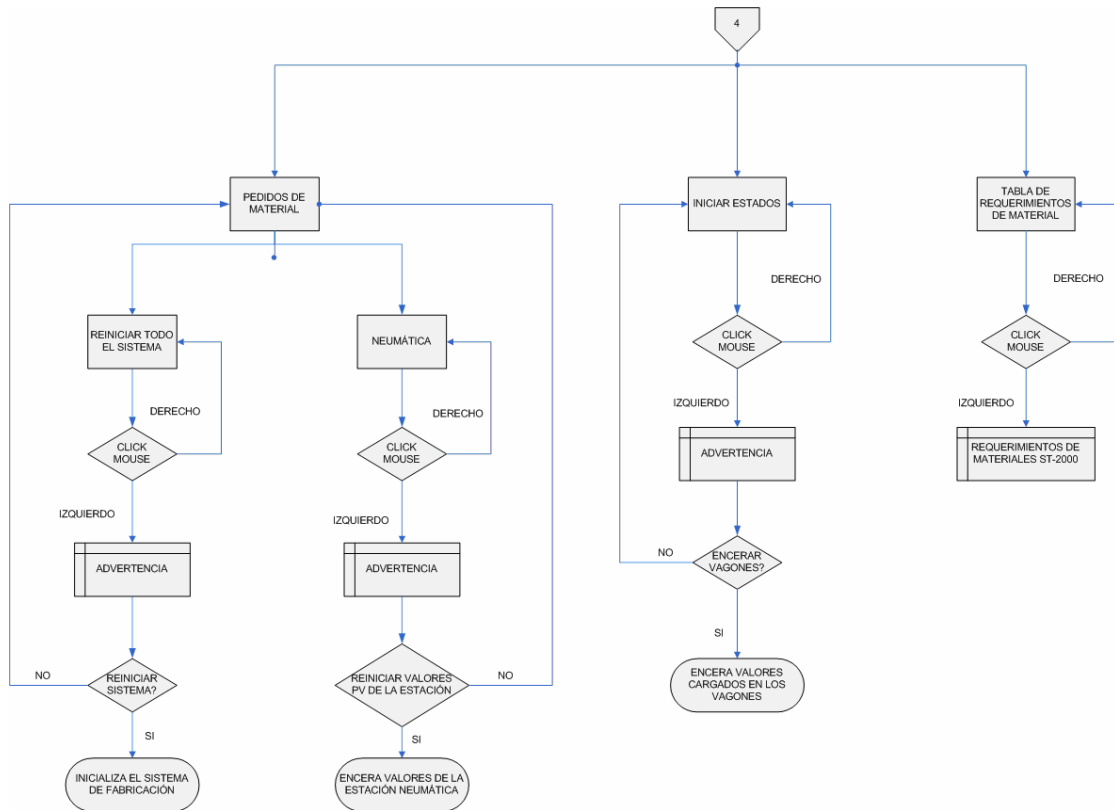 4
PEDIDOS DE
MATERIAL
INICIAR ESTADOS
TABLA DE
REQUERIMIENTOS
DE MATERIAL
DERECHO
DERECHO
REINICIAR TODO
EL SISTEMA
NEUMÁTICA
CLICK
MOUSE
CLICK
MOUSE
DERECHO
DERECHO
IZQUIERDO
IZQUIERDO
CLICK
MOUSE
CLICK
MOUSE
ADVERTENCIA
REQUERIMIENTOS DE
MATERIALES ST-2000
IZQUIERDO
IZQUIERDO
ADVERTENCIA
ADVERTENCIA
NO
ENCERAR
VAGONES?
SI
NO
REINICIAR
SISTEMA?
REINICIAR VALORES
PV DE LA ESTACIÓN
NO
ENCERA VALORES
CARGADOS EN LOS
VAGONES
SI
SI
INICIALIZA EL SISTEMA
DE FABRICACIÓN
ENCERA VALORES DE LA
ESTACIÓN NEUMÁTICA